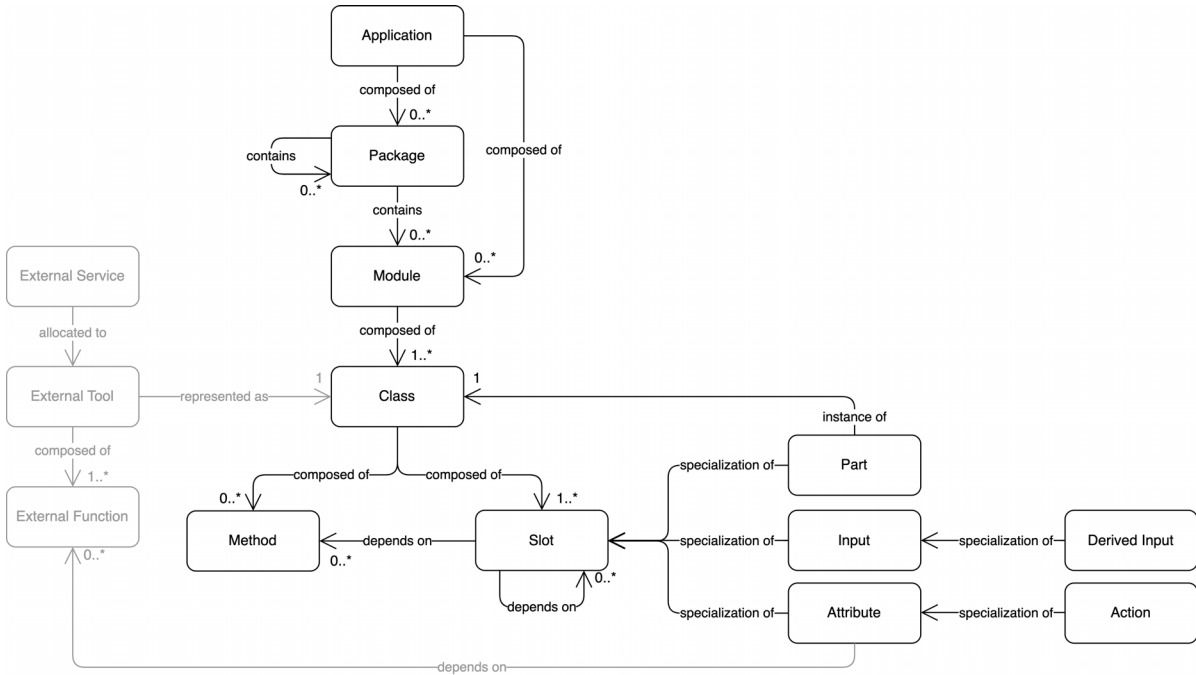 Application
composed of
0..*
contains
Package
composed of
0..*
contains
0..*
External Service
Module
0..*
allocated to
composed of
1..*
External Tool
represented as
1
Class
1
instance of
composed of
1..*
composed of
composed of
specialization of
Part
External Function
0..*
0..*
1..*
Method
depends on
0..*
Slot
specialization of
Input
specialization of
Derived Input
0..*
depends on
specialization of
Attribute
specialization of
Action
depends on